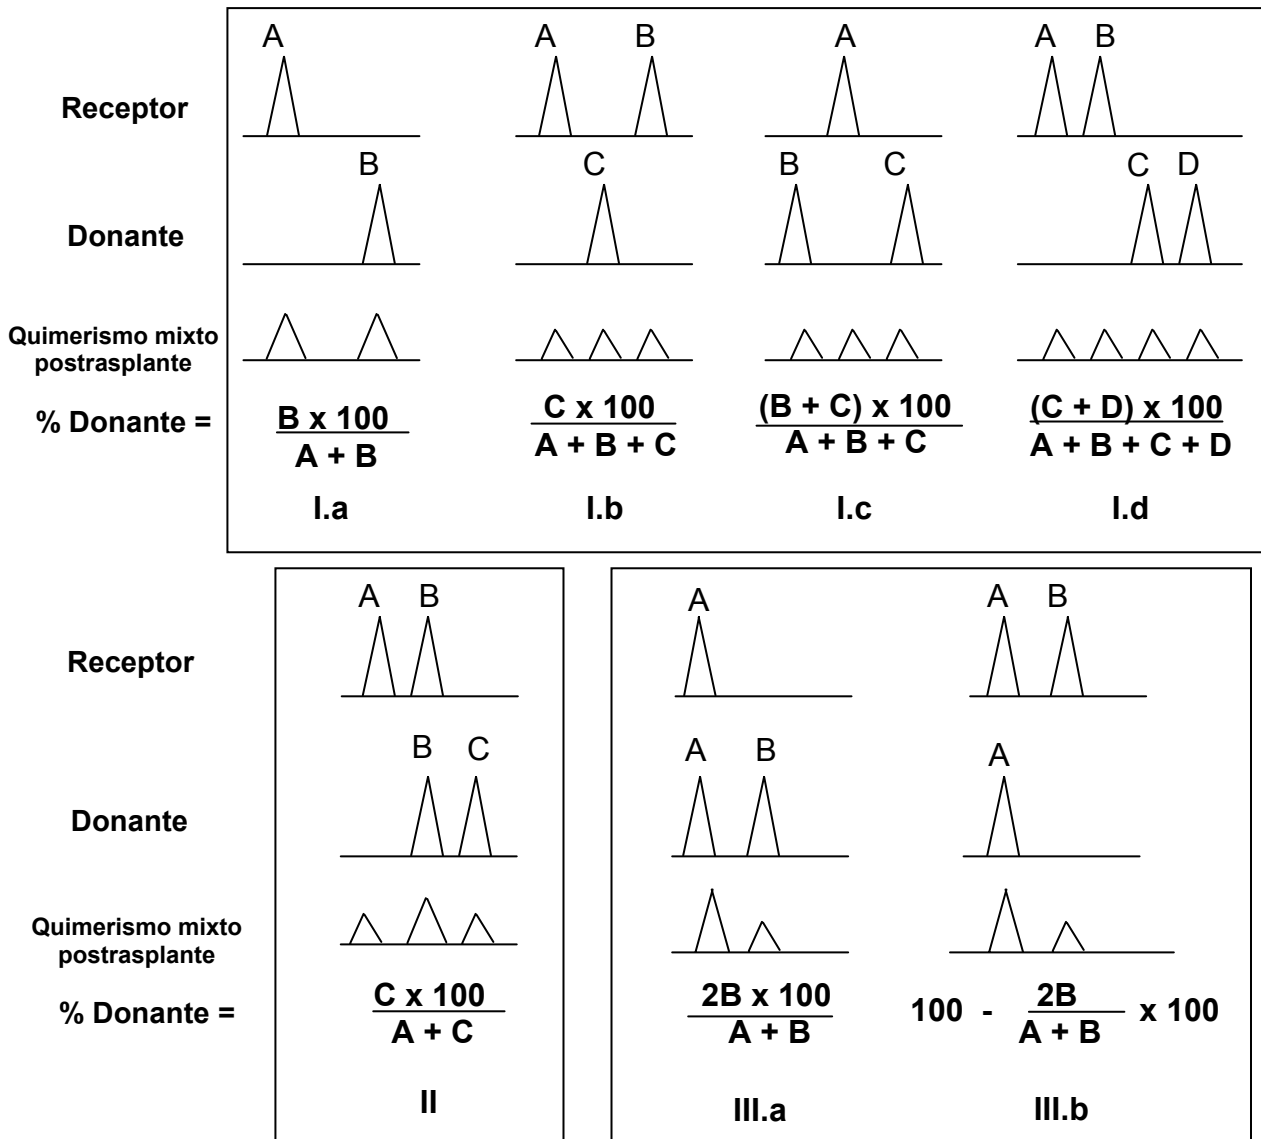 A A B A A B
Receptor
B C B C C D
Donante
Quimerismo mixto
postrasplante
% Donante = B x 100 C x 100 (B + C) x 100 (C + D) x 100
A + B A + B + C A + B + C A + B + C + D
I.a I.b I.c I.d
A B A A B
Receptor
B C A B A
Donante
Quimerismo mixto
postrasplante
% Donante = C x 100 2B x 100 100 - 2B x 100
A + C A + B A + B
II III.a III.b